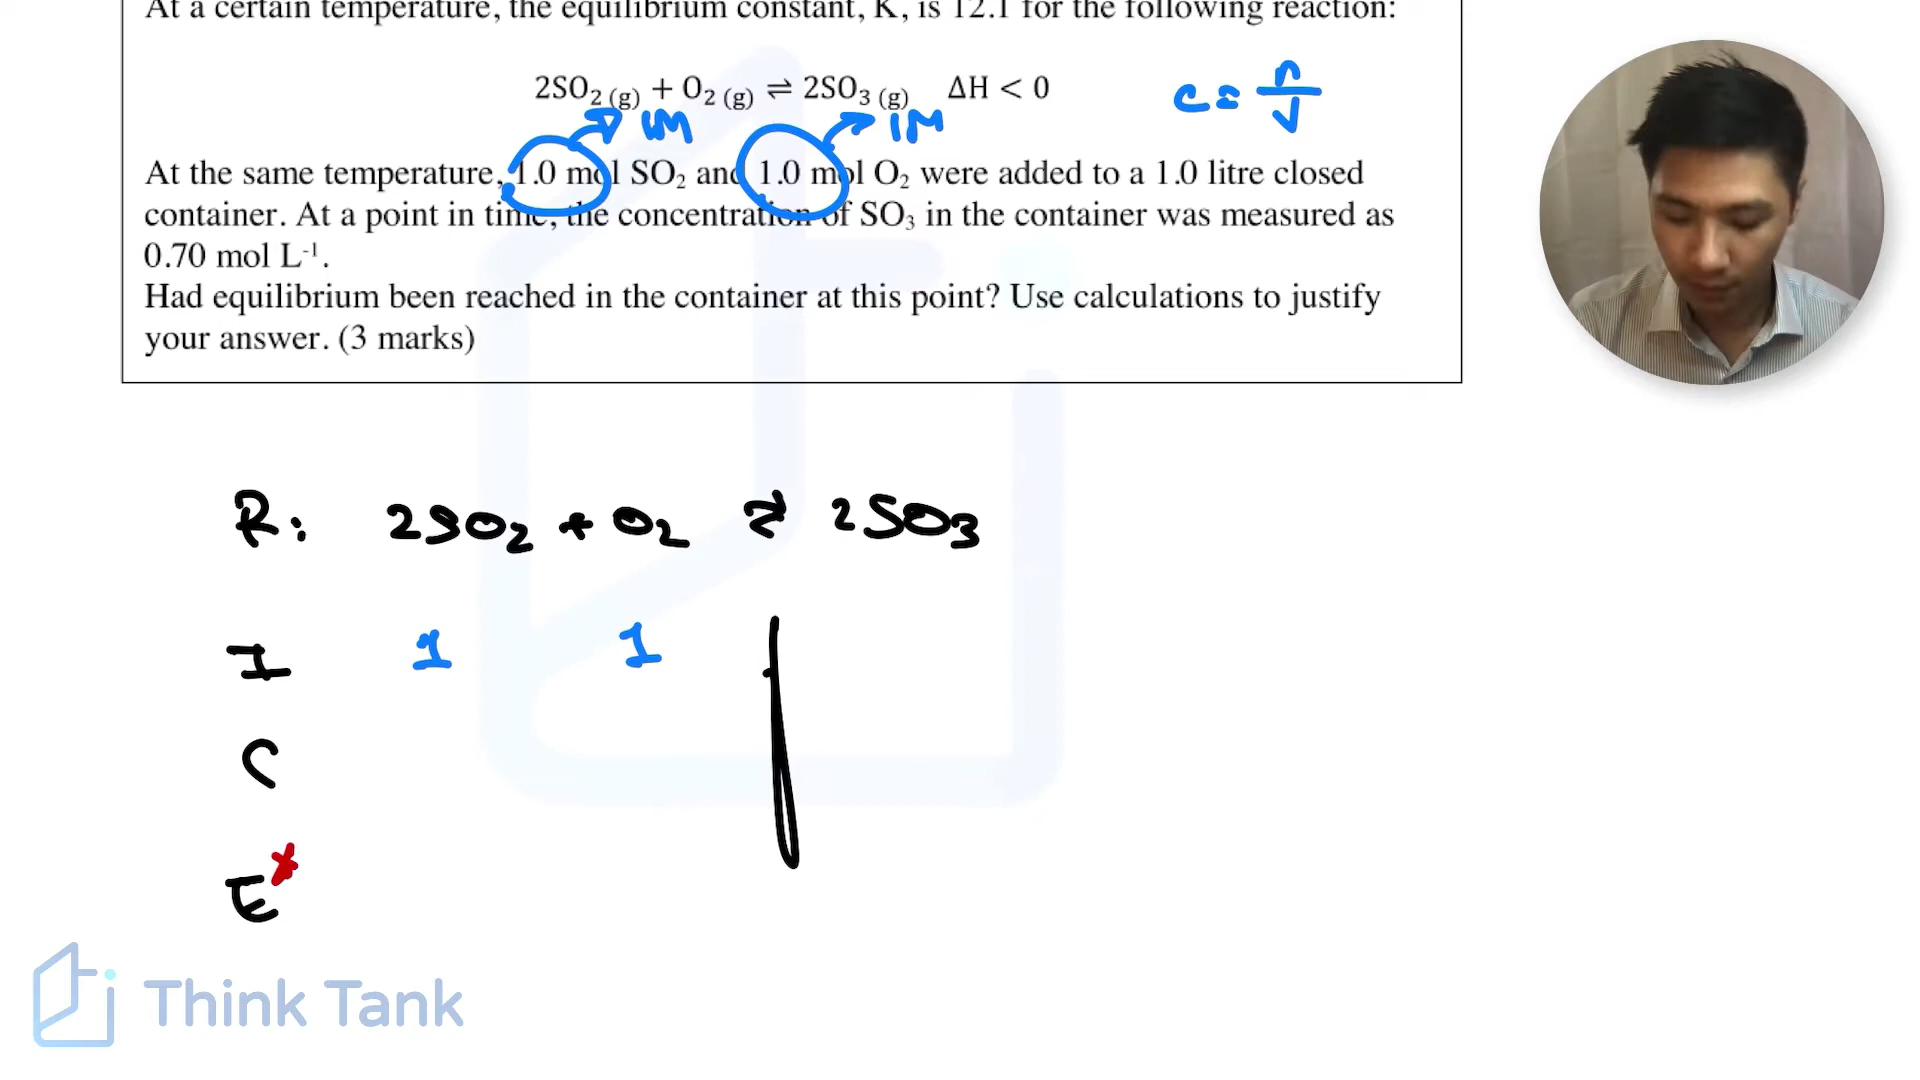 At a certain temperature, the equilibrium constant, K, is 12.1 for the following reaction:
2SO₂ (g) + O₂ (g) ⇌ 2SO₃ (g) ΔH < 0
c = n/V
1M 1M
At the same temperature, 1.0 mol SO₂ and 1.0 mol O₂ were added to a 1.0 litre closed
container. At a point in time, the concentration of SO₃ in the container was measured as
0.70 mol L⁻¹.
Had equilibrium been reached in the container at this point? Use calculations to justify
your answer. (3 marks)
R: 2SO₂ + O₂ ⇌ 2SO₃
I 1 1
C
E*
Think Tank